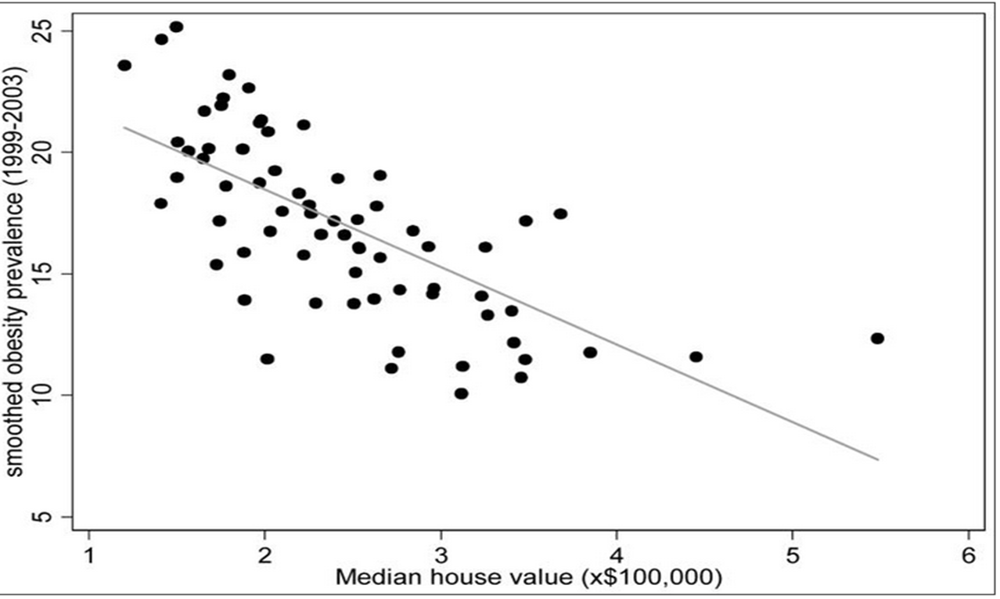 smoothed obesity prevalence (1999-2003)
25
20
15
10
5
1 2 3 4 5 6
Median house value (x$100,000)